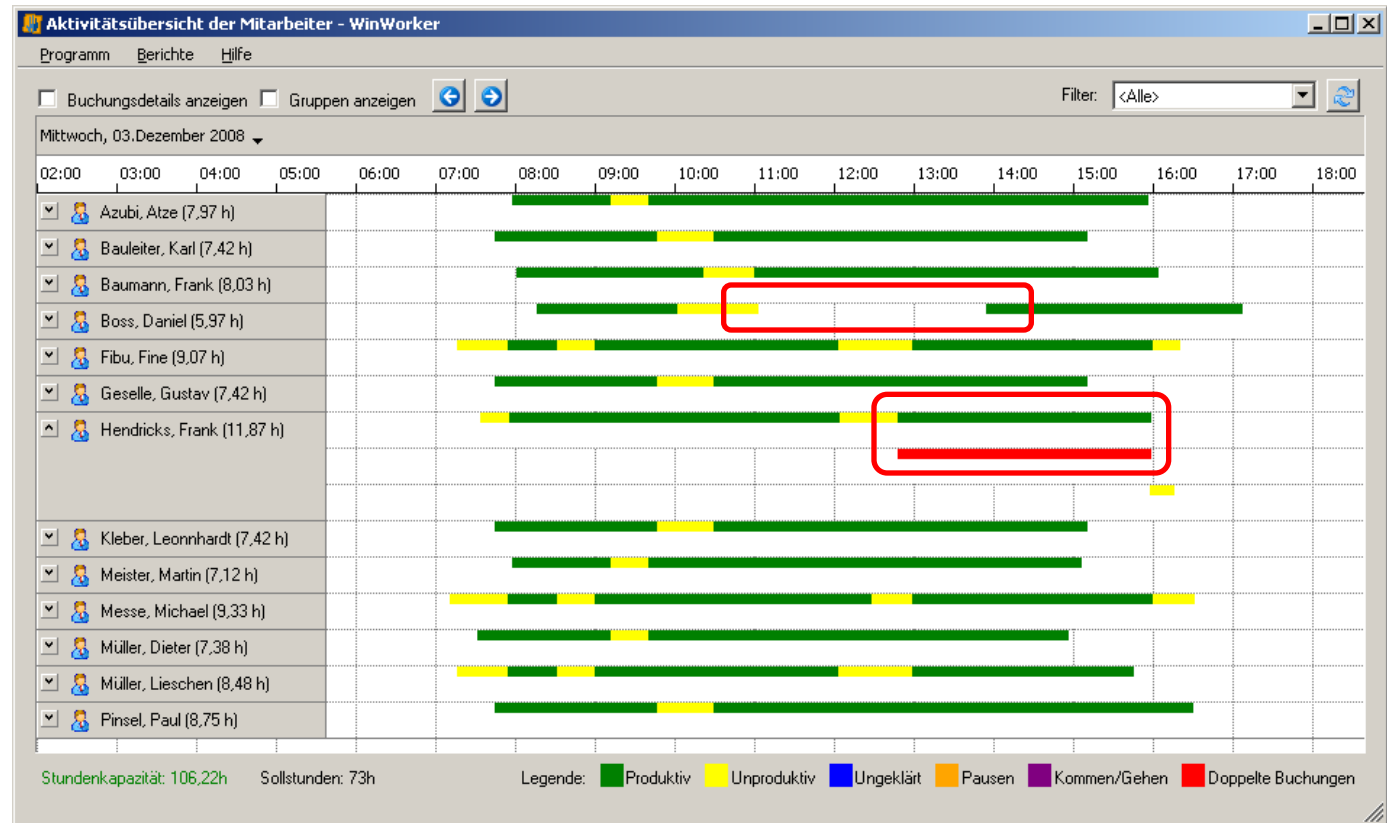 Aktivitätsübersicht der Mitarbeiter - WinWorker
Programm Berichte Hilfe
Buchungsdetails anzeigen Gruppen anzeigen Filter: <Alle>
Mittwoch, 03.Dezember 2008
02:00 03:00 04:00 05:00 06:00 07:00 08:00 09:00 10:00 11:00 12:00 13:00 14:00 15:00 16:00 17:00 18:00
Azubi, Atze (7,97 h)
Bauleiter, Karl (7,42 h)
Baumann, Frank (8,03 h)
Boss, Daniel (5,97 h)
Fibu, Fine (9,07 h)
Geselle, Gustav (7,42 h)
Hendricks, Frank (11,87 h)
Kleber, Leonnhardt (7,42 h)
Meister, Martin (7,12 h)
Messe, Michael (9,33 h)
Müller, Dieter (7,38 h)
Müller, Lieschen (8,48 h)
Pinsel, Paul (8,75 h)
Stundenkapazität: 106,22h Sollstunden: 73h Legende: Produktiv Unproduktiv Ungeklärt Pausen Kommen/Gehen Doppelte Buchungen